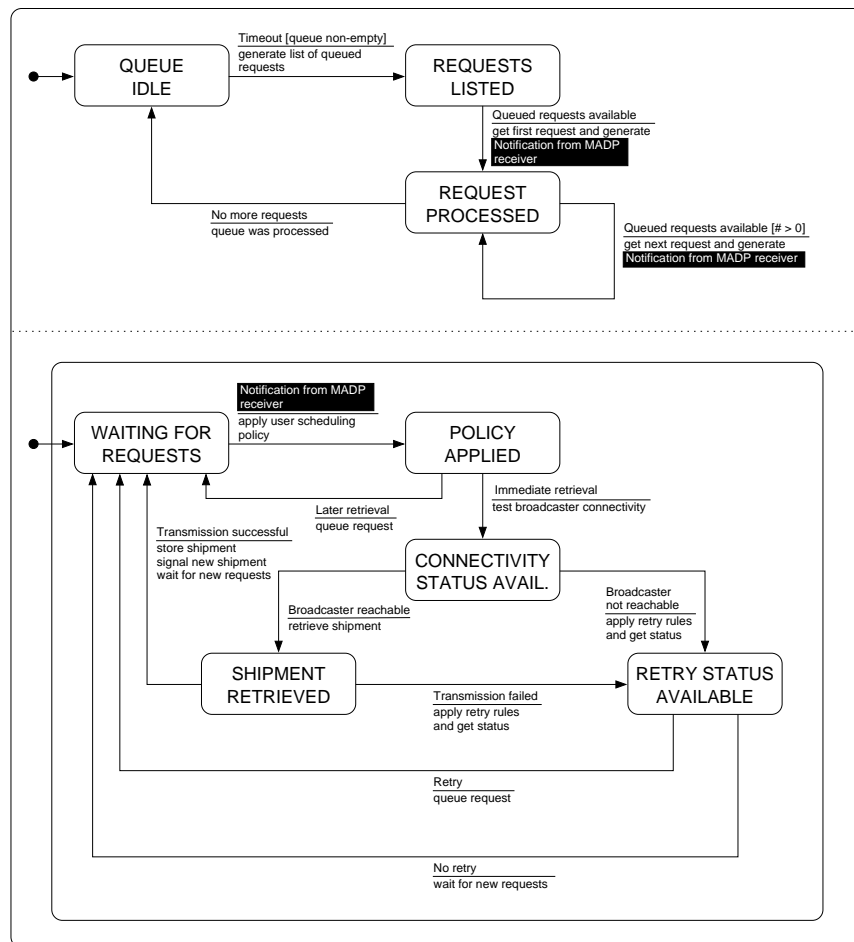 Timeout [queue non-empty]
generate list of queued
requests
QUEUE
IDLE
REQUESTS
LISTED
Queued requests available
get first request and generate
Notification from MADP
receiver
REQUEST
PROCESSED
No more requests
queue was processed
Queued requests available [# > 0]
get next request and generate
Notification from MADP receiver
Notification from MADP
receiver
apply user scheduling
policy
WAITING FOR
REQUESTS
POLICY
APPLIED
Later retrieval
queue request
Immediate retrieval
test broadcaster connectivity
Transmission successful
store shipment
signal new shipment
wait for new requests
CONNECTIVITY
STATUS AVAIL.
Broadcaster reachable
retrieve shipment
Broadcaster
not reachable
apply retry rules
and get status
SHIPMENT
RETRIEVED
RETRY STATUS
AVAILABLE
Transmission failed
apply retry rules
and get status
Retry
queue request
No retry
wait for new requests